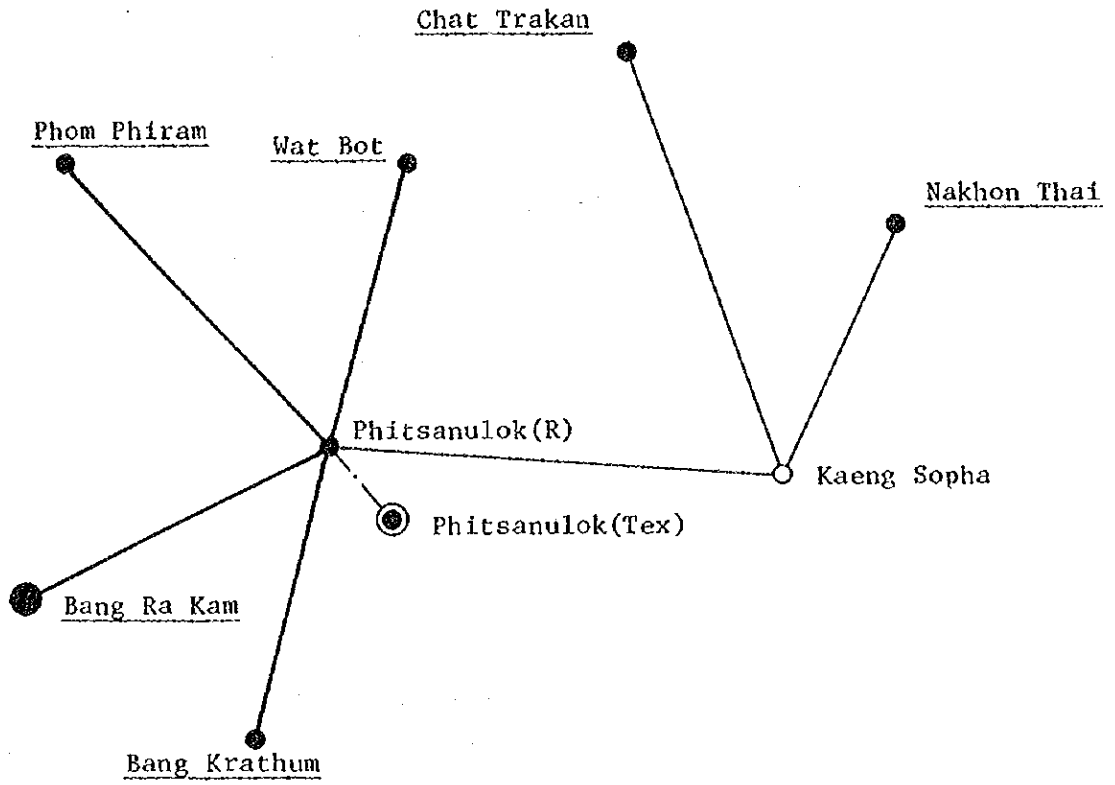 Chat Trakan
Phom Phiram
Wat Bot
Nakhon Thai
Phitsanulok(R)
Kaeng Sopha
Phitsanulok(Tex)
Bang Ra Kam
Bang Krathum